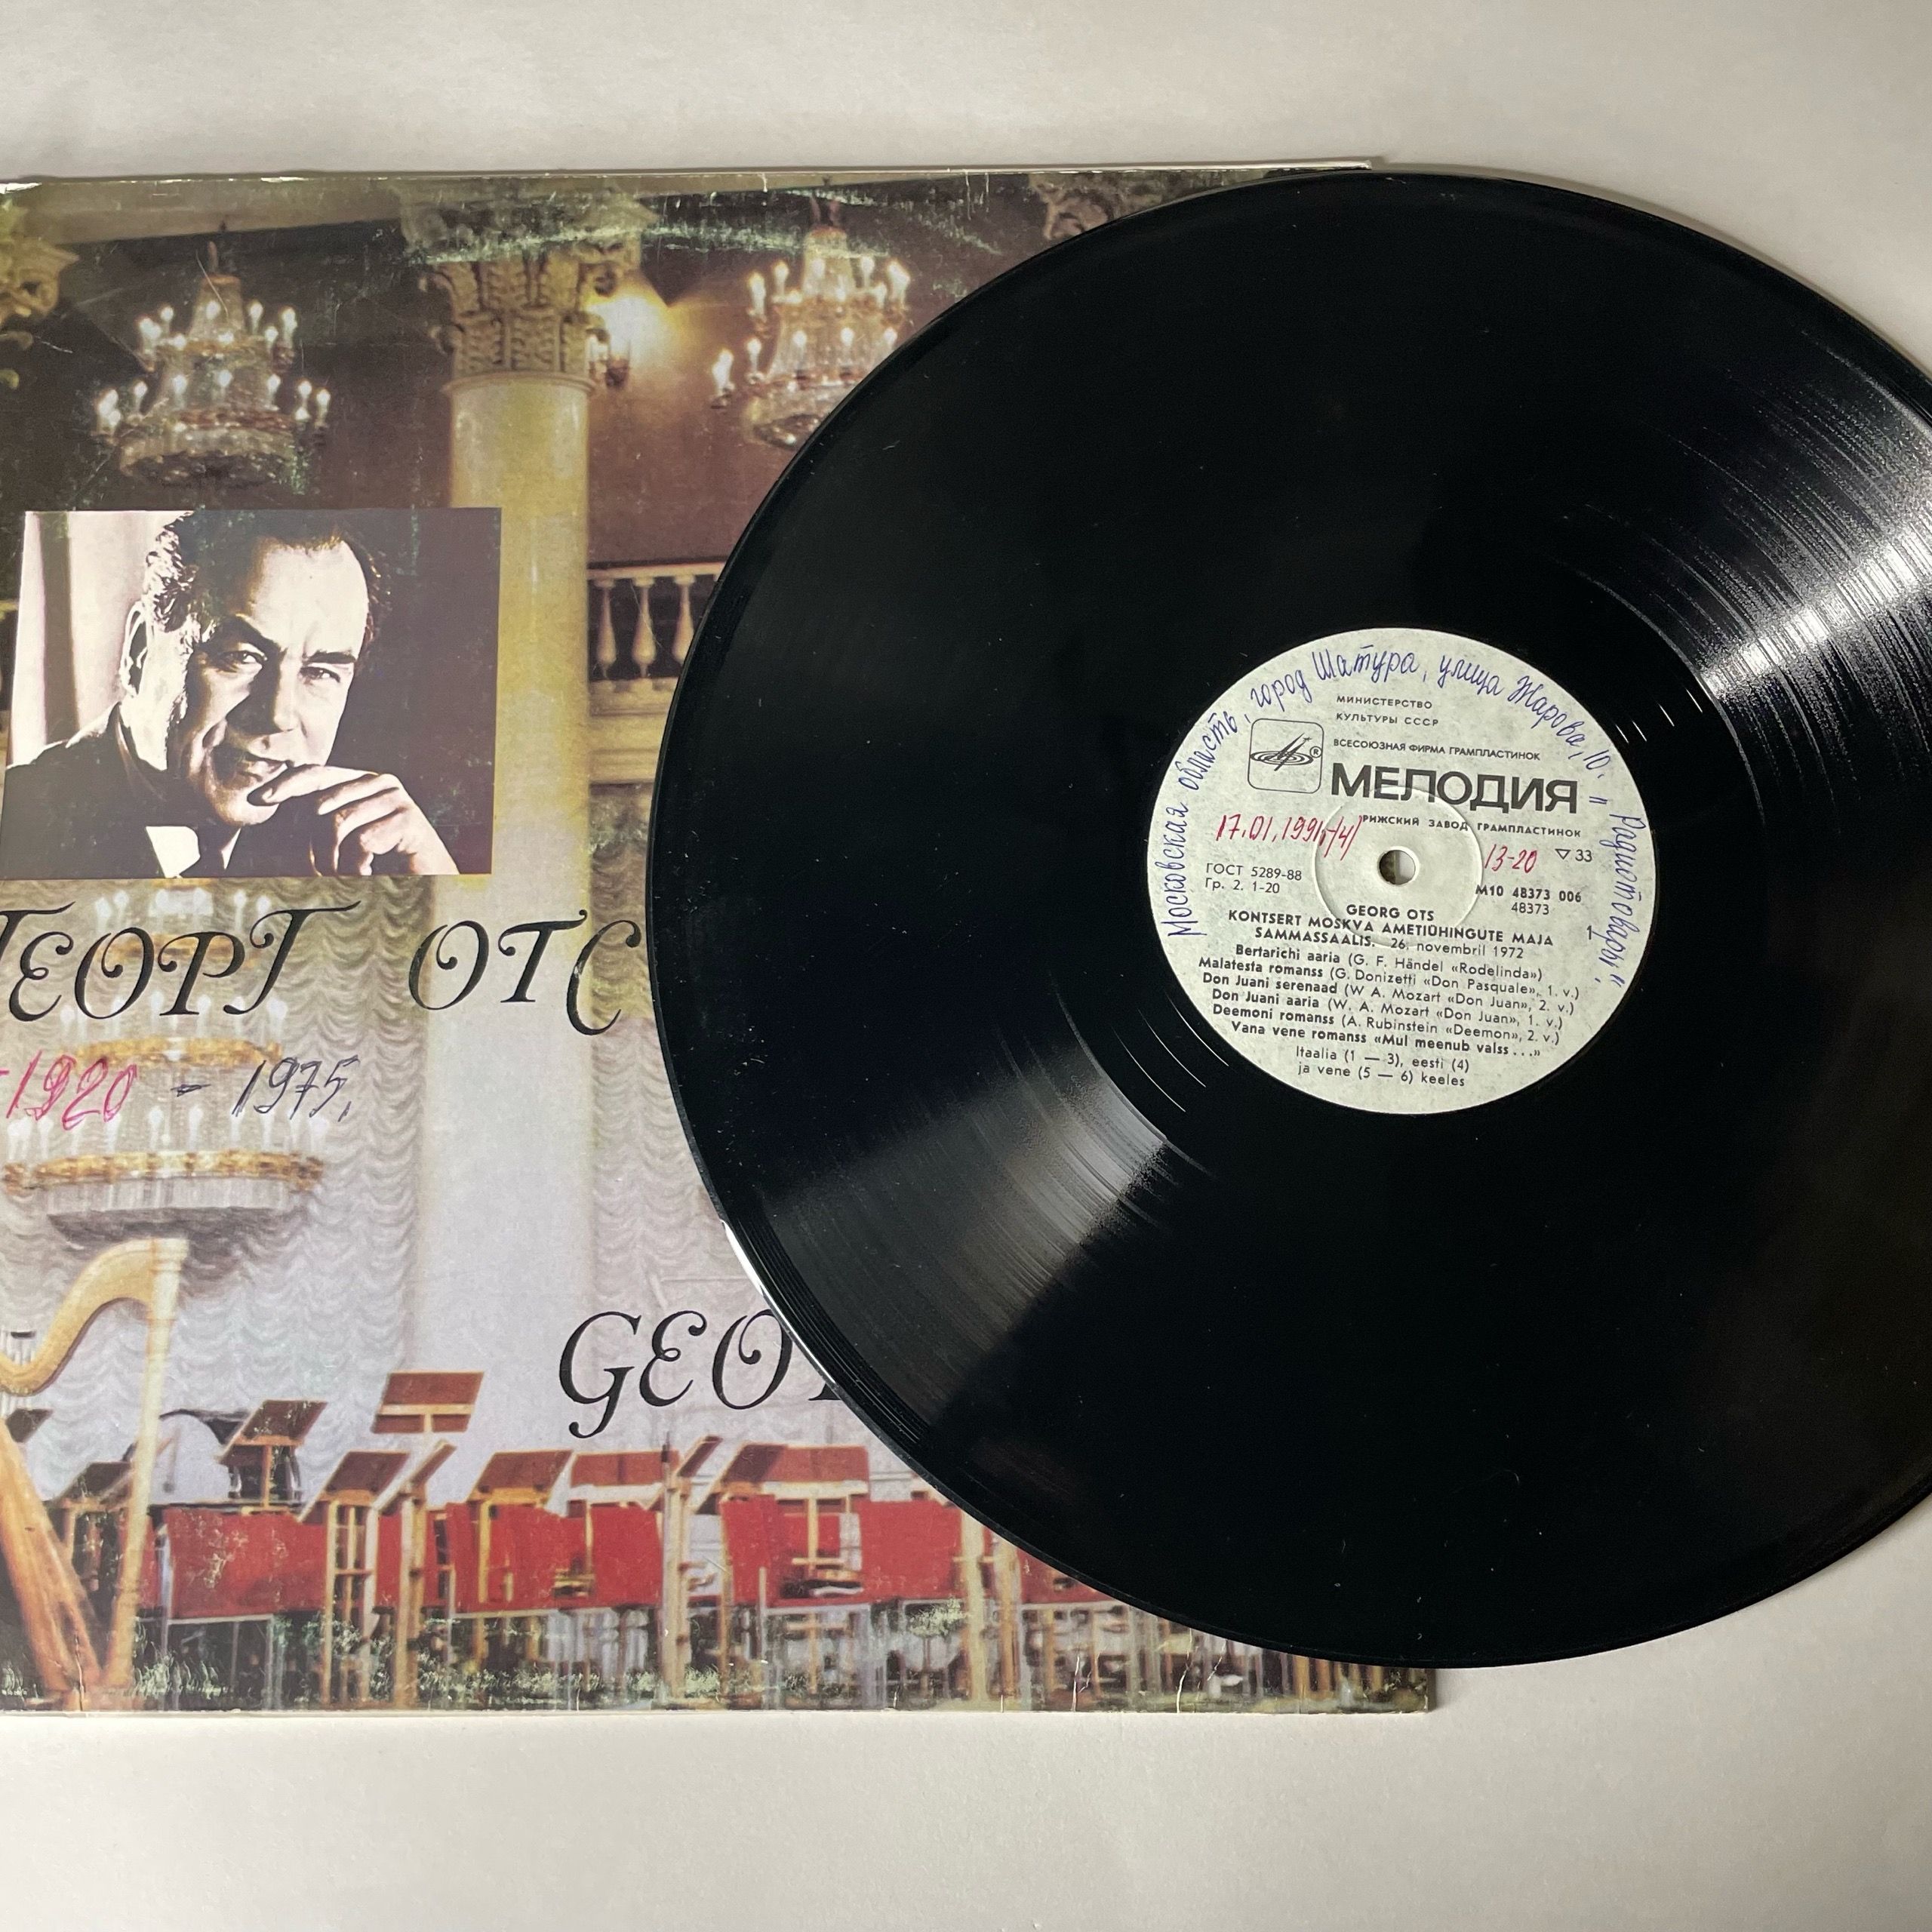 ГЕОРГ ОТС
1920 - 1975.
GEO
Московская область, город Шатура, улица Жарова, 10. "Радиотовары".
МИНИСТЕРСТВО
КУЛЬТУРЫ СССР
ВСЕСОЮЗНАЯ ФИРМА ГРАМПЛАСТИНОК
МЕЛОДИЯ
РИЖСКИЙ ЗАВОД ГРАМПЛАСТИНОК
17.01.1991,/4/
13-20
▽ 33
ГОСТ 5289-88
Гр. 2. 1-20
М10 48373 006
48373
I
GEORG OTS
KONTSERT MOSKVA AMETIÜHINGUTE MAJA
SAMMASSAALIS. 26. novembril 1972
Bertarichi aaria (G. F. Händel «Rodelinda»)
Malatesta romanss (G. Donizetti «Don Pasquale», 1. v.)
Don Juani serenaad (W A. Mozart «Don Juan», 2. v.)
Don Juani aaria (W. A. Mozart «Don Juan», 1. v.)
Deemoni romanss (A. Rubinstein «Deemon», 2. v.)
Vana vene romanss «Mul meenub valss ...»
Itaalia (1 — 3), eesti (4)
ja vene (5 — 6) keeles